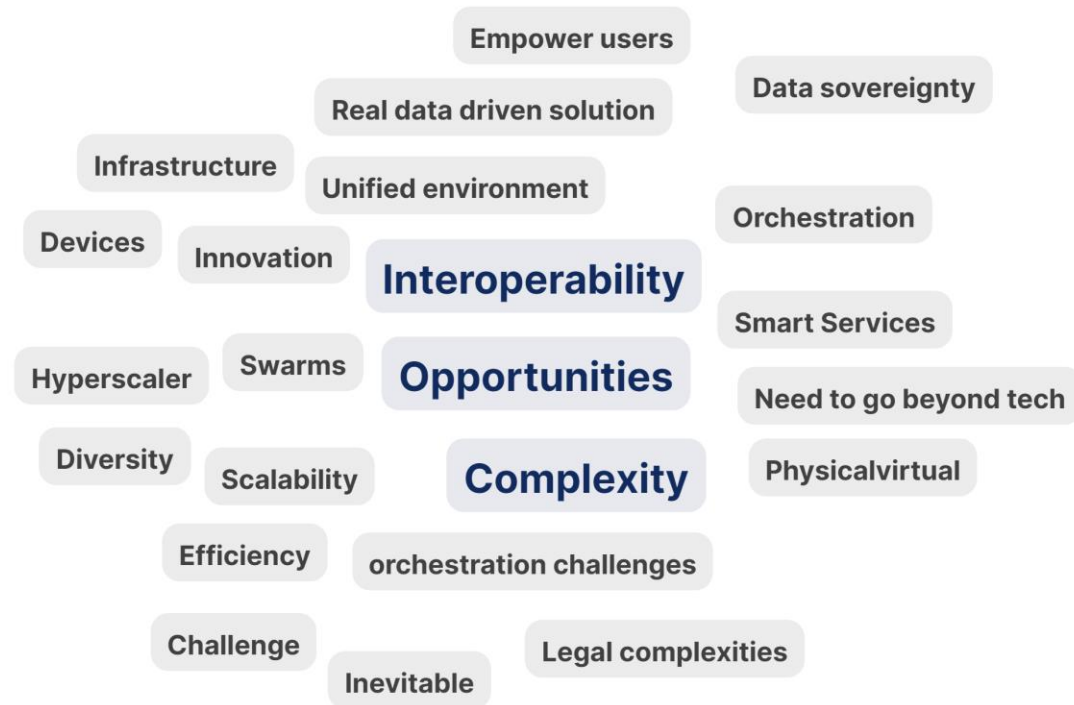 Empower users
Data sovereignty
Real data driven solution
Infrastructure
Unified environment
Orchestration
Devices
Innovation
Interoperability
Smart Services
Hyperscaler
Swarms
Opportunities
Need to go beyond tech
Diversity
Scalability
Complexity
Physicalvirtual
Efficiency
orchestration challenges
Challenge
Legal complexities
Inevitable